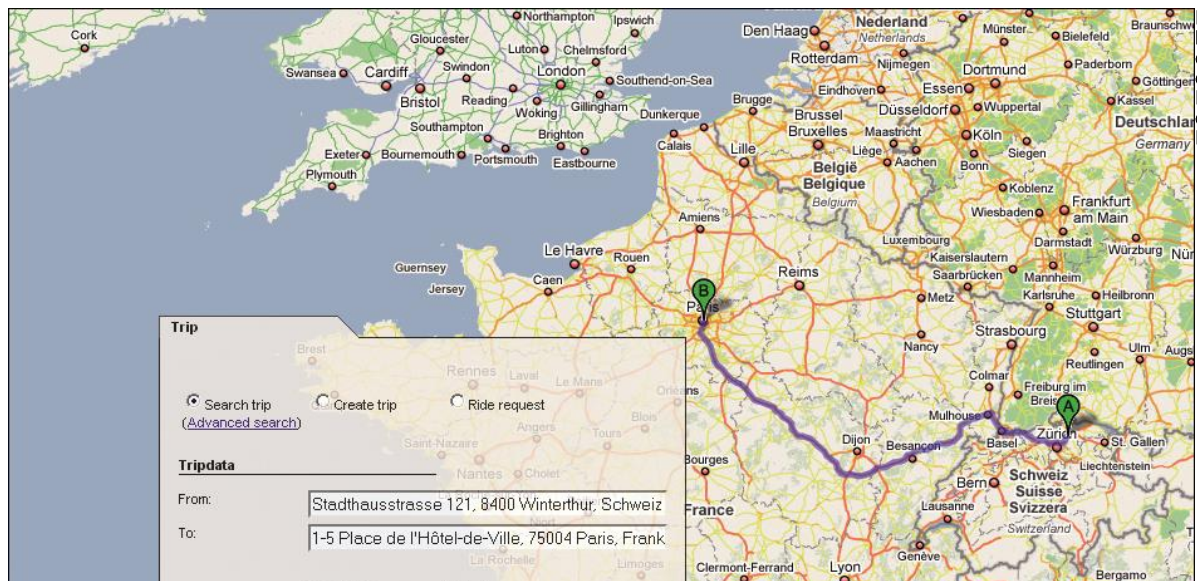 Cork
Northampton
Ipswich
Gloucester
Luton
Chelmsford
Swansea
Cardiff
Swindon
London
Southend-on-Sea
Bristol
Reading
Woking
Gillingham
Southampton
Brighton
Exeter
Bournemouth
Portsmouth
Eastbourne
Plymouth
Nederland
Netherlands
Den Haag
Rotterdam
Nijmegen
Münster
Bielefeld
Braunschw
Paderborn
Dortmund
Göttingen
Eindhoven
Essen
Kassel
Brugge
Düsseldorf
Wuppertal
Dunkerque
Brussel
Bruxelles
Maastricht
Köln
Deutschla
Germany
Calais
Lille
Liège
Aachen
Bonn
Siegen
België
Belgique
Belgium
Koblenz
Amiens
Wiesbaden
Frankfurt
am Main
Luxembourg
Darmstadt
Würzburg
Guernsey
Jersey
Le Havre
Rouen
Caen
Reims
Kaiserslautern
Saarbrücken
Mannheim
Nür
Metz
Karlsruhe
Heilbronn
B
Paris
Strasbourg
Stuttgart
Nancy
Reutlingen
Ulm
Augs
Colmar
Freiburg im
Breis
A
Mulhouse
Basel
Zürich
St. Gallen
Dijon
Besançon
Liechtenstein
Bourges
Bern
Schweiz
Suisse
Svizzera
Switzerland
France
Lausanne
Genève
Clermont-Ferrand
Lyon
Bergamo
Trip
Brest
Rennes
Laval
Le Mans
Orléans
Search trip
Create trip
Ride request
(Advanced search)
Blois
Angers
Tours
Saint-Nazaire
Nantes
Cholet
Tripdata
From:
Stadthausstrasse 121, 8400 Winterthur, Schweiz
Niort
To:
1-5 Place de l'Hôtel-de-Ville, 75004 Paris, Frank
La Rochelle
Limoges